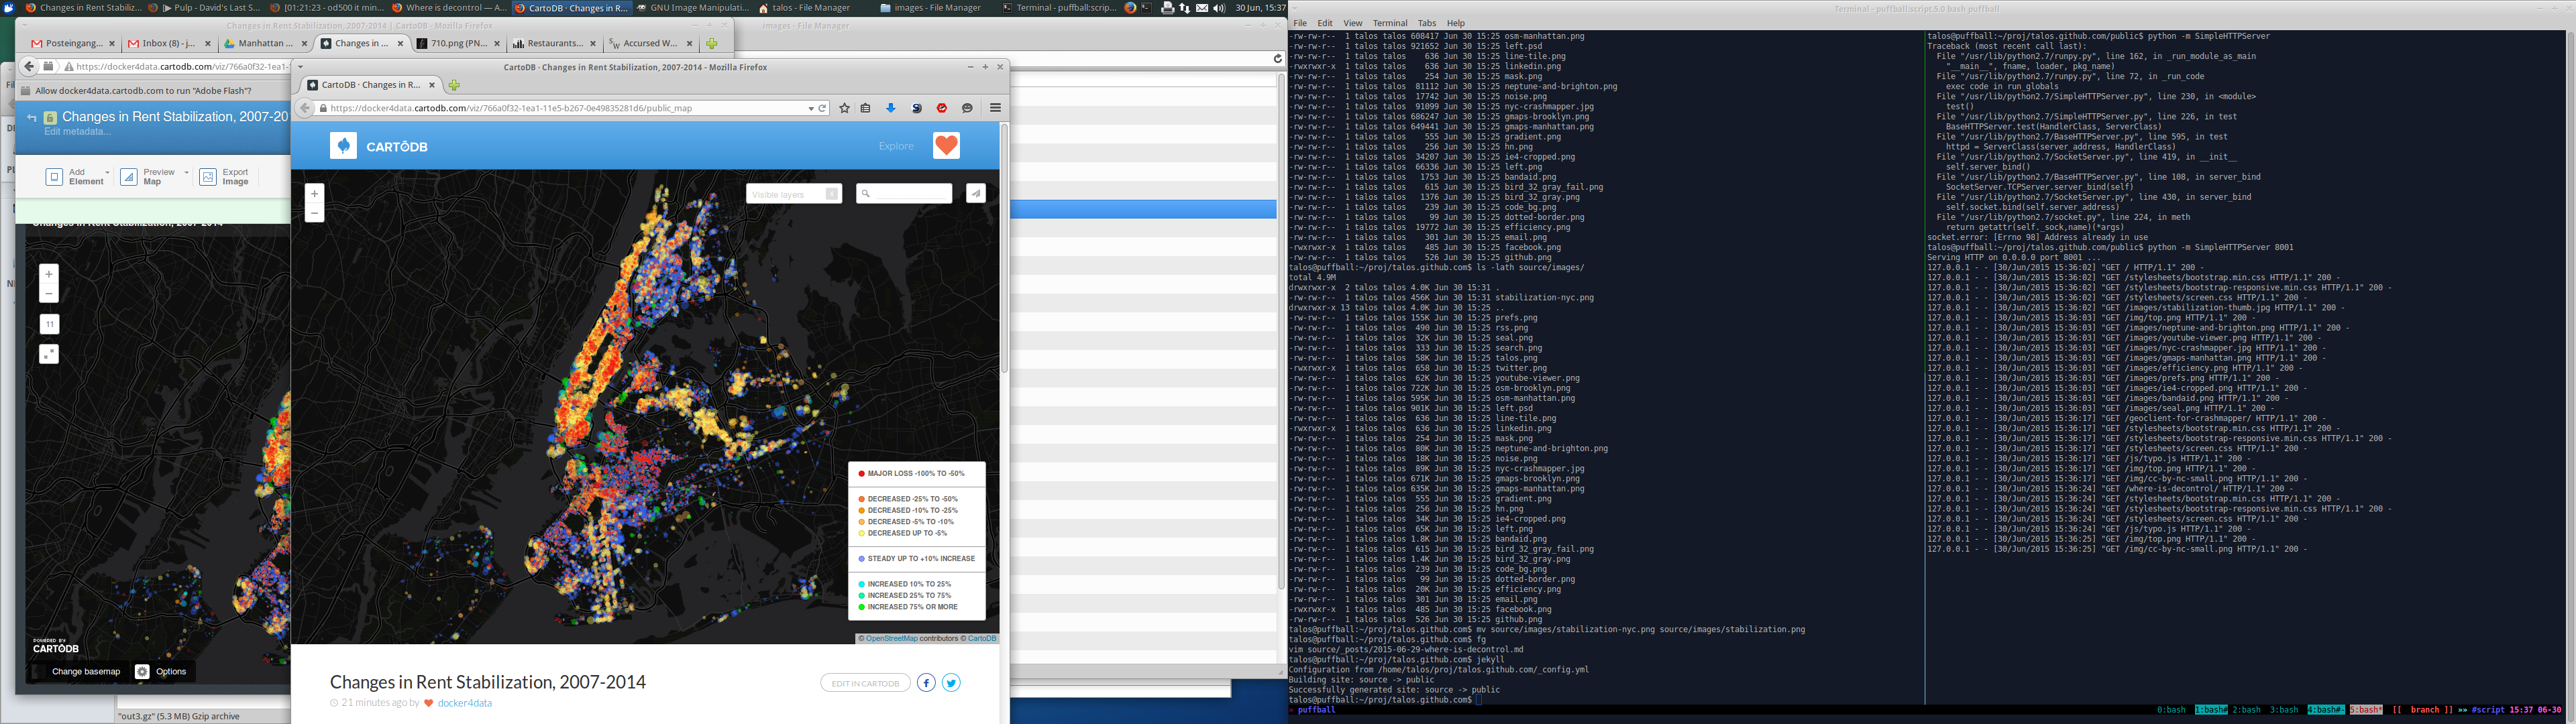 Changes in Rent Stabiliz...
[▶ Pulp - David's Last S...
[01:21:23 - od500 it min...
Where is decontrol — A...
CartoDB · Changes in R...
GNU Image Manipulati...
talos - File Manager
images - File Manager
Terminal - puffball:scrip...
30 Jun, 15:37
Changes in Rent Stabilization, 2007-2014 | CartoDB - Mozilla Firefox
images - File Manager
Posteingang...
Inbox (8) - j...
Manhattan ...
Changes in ...
710.png (PN...
Restaurants...
Accursed W...
https://docker4data.cartodb.com/viz/766a0f32-1ea1-1
Allow docker4data.cartodb.com to run "Adobe Flash"?
Changes in Rent Stabilization, 2007-20
Edit metadata...
Add Element
Preview Map
Export Image
Changes in Rent Stabilization, 2007-2014
+
−
11
POWERED BY
CARTODB
Change basemap
Options
"out3.gz" (5.3 MB) Gzip archive
CartoDB · Changes in Rent Stabilization, 2007-2014 - Mozilla Firefox
CartoDB · Changes in R...
https://docker4data.cartodb.com/viz/766a0f32-1ea1-11e5-b267-0e49835281d6/public_map
CARTODB
Explore
+
−
Visible layers
MAJOR LOSS -100% TO -50%
DECREASED -25% TO -50%
DECREASED -10% TO -25%
DECREASED -5% TO -10%
DECREASED UP TO -5%
STEADY UP TO +10% INCREASE
INCREASED 10% TO 25%
INCREASED 25% TO 75%
INCREASED 75% OR MORE
© OpenStreetMap contributors © CartoDB
Changes in Rent Stabilization, 2007-2014
EDIT IN CARTODB
21 minutes ago by docker4data
Terminal - puffball:script.5.0 bash puffball
File Edit View Terminal Tabs Help
-rw-rw-r-- 1 talos talos 608417 Jun 30 15:25 osm-manhattan.png
-rw-rw-r-- 1 talos talos 921652 Jun 30 15:25 left.psd
-rw-rw-r-- 1 talos talos 636 Jun 30 15:25 line-tile.png
-rwxrwxr-x 1 talos talos 636 Jun 30 15:25 linkedin.png
-rw-rw-r-- 1 talos talos 254 Jun 30 15:25 mask.png
-rw-rw-r-- 1 talos talos 81112 Jun 30 15:25 neptune-and-brighton.png
-rw-rw-r-- 1 talos talos 17742 Jun 30 15:25 noise.png
-rw-rw-r-- 1 talos talos 91099 Jun 30 15:25 nyc-crashmapper.jpg
-rw-rw-r-- 1 talos talos 686247 Jun 30 15:25 gmaps-brooklyn.png
-rw-rw-r-- 1 talos talos 649441 Jun 30 15:25 gmaps-manhattan.png
-rw-rw-r-- 1 talos talos 555 Jun 30 15:25 gradient.png
-rw-rw-r-- 1 talos talos 256 Jun 30 15:25 hn.png
-rw-rw-r-- 1 talos talos 34207 Jun 30 15:25 ie4-cropped.png
-rw-rw-r-- 1 talos talos 66336 Jun 30 15:25 left.png
-rw-rw-r-- 1 talos talos 1753 Jun 30 15:25 bandaid.png
-rw-rw-r-- 1 talos talos 615 Jun 30 15:25 bird_32_gray_fail.png
-rw-rw-r-- 1 talos talos 1376 Jun 30 15:25 bird_32_gray.png
-rw-rw-r-- 1 talos talos 239 Jun 30 15:25 code_bg.png
-rw-rw-r-- 1 talos talos 99 Jun 30 15:25 dotted-border.png
-rw-rw-r-- 1 talos talos 19772 Jun 30 15:25 efficiency.png
-rw-rw-r-- 1 talos talos 301 Jun 30 15:25 email.png
-rwxrwxr-x 1 talos talos 485 Jun 30 15:25 facebook.png
-rwxrwxr-x 1 talos talos 526 Jun 30 15:25 github.png
talos@puffball:~/proj/talos.github.com$ ls -lath source/images/
total 4.9M
drwxrwxr-x 2 talos talos 4.0K Jun 30 15:31 .
-rw-rw-r-- 1 talos talos 456K Jun 30 15:31 stabilization-nyc.png
drwxrwxr-x 13 talos talos 4.0K Jun 30 15:25 ..
-rw-rw-r-- 1 talos talos 155K Jun 30 15:25 prefs.png
-rw-rw-r-- 1 talos talos 490 Jun 30 15:25 rss.png
-rw-rw-r-- 1 talos talos 32K Jun 30 15:25 seal.png
-rwxrwxr-x 1 talos talos 333 Jun 30 15:25 search.png
-rw-rw-r-- 1 talos talos 58K Jun 30 15:25 talos.png
-rwxrwxr-x 1 talos talos 658 Jun 30 15:25 twitter.png
-rw-rw-r-- 1 talos talos 62K Jun 30 15:25 youtube-viewer.png
-rw-rw-r-- 1 talos talos 722K Jun 30 15:25 osm-brooklyn.png
-rw-rw-r-- 1 talos talos 595K Jun 30 15:25 osm-manhattan.png
-rw-rw-r-- 1 talos talos 901K Jun 30 15:25 left.psd
-rw-rw-r-- 1 talos talos 636 Jun 30 15:25 line-tile.png
-rwxrwxr-x 1 talos talos 636 Jun 30 15:25 linkedin.png
-rw-rw-r-- 1 talos talos 254 Jun 30 15:25 mask.png
-rw-rw-r-- 1 talos talos 80K Jun 30 15:25 neptune-and-brighton.png
-rw-rw-r-- 1 talos talos 18K Jun 30 15:25 noise.png
-rw-rw-r-- 1 talos talos 89K Jun 30 15:25 nyc-crashmapper.jpg
-rw-rw-r-- 1 talos talos 671K Jun 30 15:25 gmaps-brooklyn.png
-rw-rw-r-- 1 talos talos 635K Jun 30 15:25 gmaps-manhattan.png
-rw-rw-r-- 1 talos talos 555 Jun 30 15:25 gradient.png
-rw-rw-r-- 1 talos talos 256 Jun 30 15:25 hn.png
-rw-rw-r-- 1 talos talos 34K Jun 30 15:25 ie4-cropped.png
-rw-rw-r-- 1 talos talos 65K Jun 30 15:25 left.png
-rw-rw-r-- 1 talos talos 1.8K Jun 30 15:25 bandaid.png
-rw-rw-r-- 1 talos talos 615 Jun 30 15:25 bird_32_gray_fail.png
-rw-rw-r-- 1 talos talos 1.4K Jun 30 15:25 bird_32_gray.png
-rw-rw-r-- 1 talos talos 239 Jun 30 15:25 code_bg.png
-rw-rw-r-- 1 talos talos 99 Jun 30 15:25 dotted-border.png
-rw-rw-r-- 1 talos talos 20K Jun 30 15:25 efficiency.png
-rw-rw-r-- 1 talos talos 301 Jun 30 15:25 email.png
-rwxrwxr-x 1 talos talos 485 Jun 30 15:25 facebook.png
-rwxrwxr-x 1 talos talos 526 Jun 30 15:25 github.png
talos@puffball:~/proj/talos.github.com$ mv source/images/stabilization-nyc.png source/images/stabilization.png
talos@puffball:~/proj/talos.github.com$ fg
vim source/_posts/2015-06-29-where-is-decontrol.md
talos@puffball:~/proj/talos.github.com$ jekyll
Configuration from /home/talos/proj/talos.github.com/_config.yml
Building site: source -> public
Successfully generated site: source -> public
talos@puffball:~/proj/talos.github.com$
talos@puffball:~/proj/talos.github.com/public$ python -m SimpleHTTPServer
Traceback (most recent call last):
File "/usr/lib/python2.7/runpy.py", line 162, in _run_module_as_main
"__main__", fname, loader, pkg_name)
File "/usr/lib/python2.7/runpy.py", line 72, in _run_code
exec code in run_globals
File "/usr/lib/python2.7/SimpleHTTPServer.py", line 230, in <module>
test()
File "/usr/lib/python2.7/SimpleHTTPServer.py", line 226, in test
BaseHTTPServer.test(HandlerClass, ServerClass)
File "/usr/lib/python2.7/BaseHTTPServer.py", line 595, in test
httpd = ServerClass(server_address, HandlerClass)
File "/usr/lib/python2.7/SocketServer.py", line 419, in __init__
self.server_bind()
File "/usr/lib/python2.7/BaseHTTPServer.py", line 108, in server_bind
SocketServer.TCPServer.server_bind(self)
File "/usr/lib/python2.7/SocketServer.py", line 430, in server_bind
self.socket.bind(self.server_address)
File "/usr/lib/python2.7/socket.py", line 224, in meth
return getattr(self._sock,name)(*args)
socket.error: [Errno 98] Address already in use
talos@puffball:~/proj/talos.github.com/public$ python -m SimpleHTTPServer 8001
Serving HTTP on 0.0.0.0 port 8001 ...
127.0.0.1 - - [30/Jun/2015 15:36:02] "GET / HTTP/1.1" 200 -
127.0.0.1 - - [30/Jun/2015 15:36:02] "GET /stylesheets/bootstrap.min.css HTTP/1.1" 200 -
127.0.0.1 - - [30/Jun/2015 15:36:02] "GET /stylesheets/bootstrap-responsive.min.css HTTP/1.1" 200 -
127.0.0.1 - - [30/Jun/2015 15:36:02] "GET /stylesheets/screen.css HTTP/1.1" 200 -
127.0.0.1 - - [30/Jun/2015 15:36:02] "GET /images/stabilization-thumb.jpg HTTP/1.1" 200 -
127.0.0.1 - - [30/Jun/2015 15:36:03] "GET /img/top.png HTTP/1.1" 200 -
127.0.0.1 - - [30/Jun/2015 15:36:03] "GET /images/neptune-and-brighton.png HTTP/1.1" 200 -
127.0.0.1 - - [30/Jun/2015 15:36:03] "GET /images/youtube-viewer.png HTTP/1.1" 200 -
127.0.0.1 - - [30/Jun/2015 15:36:03] "GET /images/nyc-crashmapper.jpg HTTP/1.1" 200 -
127.0.0.1 - - [30/Jun/2015 15:36:03] "GET /images/gmaps-manhattan.png HTTP/1.1" 200 -
127.0.0.1 - - [30/Jun/2015 15:36:03] "GET /images/efficiency.png HTTP/1.1" 200 -
127.0.0.1 - - [30/Jun/2015 15:36:03] "GET /images/prefs.png HTTP/1.1" 200 -
127.0.0.1 - - [30/Jun/2015 15:36:03] "GET /images/ie4-cropped.png HTTP/1.1" 200 -
127.0.0.1 - - [30/Jun/2015 15:36:03] "GET /images/bandaid.png HTTP/1.1" 200 -
127.0.0.1 - - [30/Jun/2015 15:36:03] "GET /images/seal.png HTTP/1.1" 200 -
127.0.0.1 - - [30/Jun/2015 15:36:17] "GET /geoclient-for-crashmapper/ HTTP/1.1" 200 -
127.0.0.1 - - [30/Jun/2015 15:36:17] "GET /stylesheets/bootstrap.min.css HTTP/1.1" 200 -
127.0.0.1 - - [30/Jun/2015 15:36:17] "GET /stylesheets/bootstrap-responsive.min.css HTTP/1.1" 200 -
127.0.0.1 - - [30/Jun/2015 15:36:17] "GET /stylesheets/screen.css HTTP/1.1" 200 -
127.0.0.1 - - [30/Jun/2015 15:36:17] "GET /js/typo.js HTTP/1.1" 200 -
127.0.0.1 - - [30/Jun/2015 15:36:17] "GET /img/top.png HTTP/1.1" 200 -
127.0.0.1 - - [30/Jun/2015 15:36:17] "GET /img/cc-by-nc-small.png HTTP/1.1" 200 -
127.0.0.1 - - [30/Jun/2015 15:36:24] "GET /where-is-decontrol/ HTTP/1.1" 200 -
127.0.0.1 - - [30/Jun/2015 15:36:24] "GET /stylesheets/bootstrap.min.css HTTP/1.1" 200 -
127.0.0.1 - - [30/Jun/2015 15:36:24] "GET /stylesheets/bootstrap-responsive.min.css HTTP/1.1" 200 -
127.0.0.1 - - [30/Jun/2015 15:36:24] "GET /stylesheets/screen.css HTTP/1.1" 200 -
127.0.0.1 - - [30/Jun/2015 15:36:24] "GET /js/typo.js HTTP/1.1" 200 -
127.0.0.1 - - [30/Jun/2015 15:36:25] "GET /img/top.png HTTP/1.1" 200 -
127.0.0.1 - - [30/Jun/2015 15:36:25] "GET /img/cc-by-nc-small.png HTTP/1.1" 200 -
puffball
0:bash 1:bash# 2:bash 3:bash 4:bash#- 5:bash* [[ branch ]] »» #script 15:37 06-30